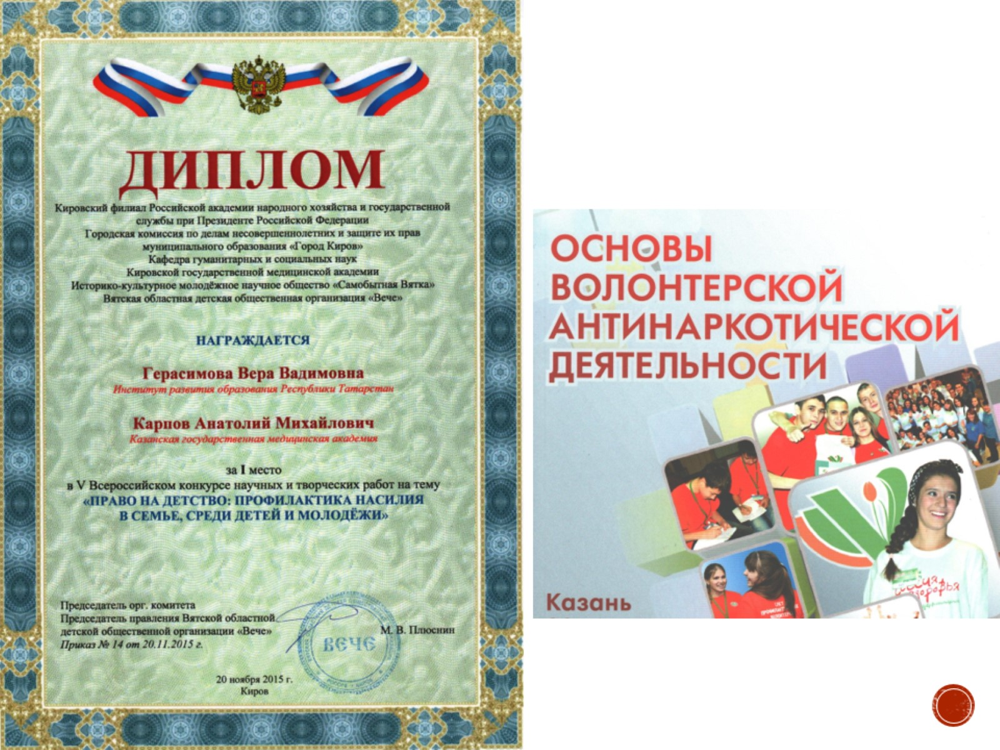 ДИПЛОМ
Кировский филиал Российской академии народного хозяйства и государственной
службы при Президенте Российской Федерации
Городская комиссия по делам несовершеннолетних и защите их прав
муниципального образования «Город Киров»
Кафедра гуманитарных и социальных наук
Кировской государственной медицинской академии
Историко-культурное молодёжное научное общество «Самобытная Вятка»
Вятская областная детская общественная организация «Вече»
НАГРАЖДАЕТСЯ
Герасимова Вера Вадимовна
Институт развития образования Республики Татарстан
Карпов Анатолий Михайлович
Казанская государственная медицинская академия
за I место
в V Всероссийском конкурсе научных и творческих работ на тему
«ПРАВО НА ДЕТСТВО: ПРОФИЛАКТИКА НАСИЛИЯ
В СЕМЬЕ, СРЕДИ ДЕТЕЙ И МОЛОДЁЖИ»
Председатель орг. комитета
Председатель правления Вятской областной
детской общественной организации «Вече»
М. В. Плюснин
Приказ № 14 от 20.11.2015 г.
ВЕЧЕ
20 ноября 2015 г.
Киров
ОСНОВЫ
ВОЛОНТЕРСКОЙ
АНТИНАРКОТИЧЕСКОЙ
ДЕЯТЕЛЬНОСТИ
Казань